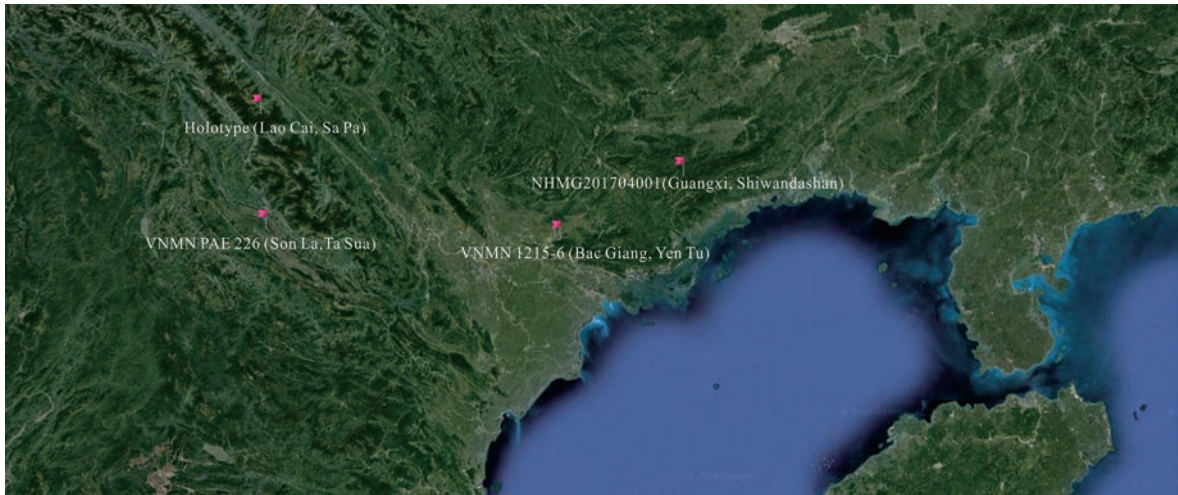 Holotype (Lao Cai, Sa Pa)
NHMG201704001(Guangxi, Shiwandashan)
VNMN PAE 226 (Son La,Ta Sua)
VNMN 1215-6 (Bac Giang, Yen Tu)